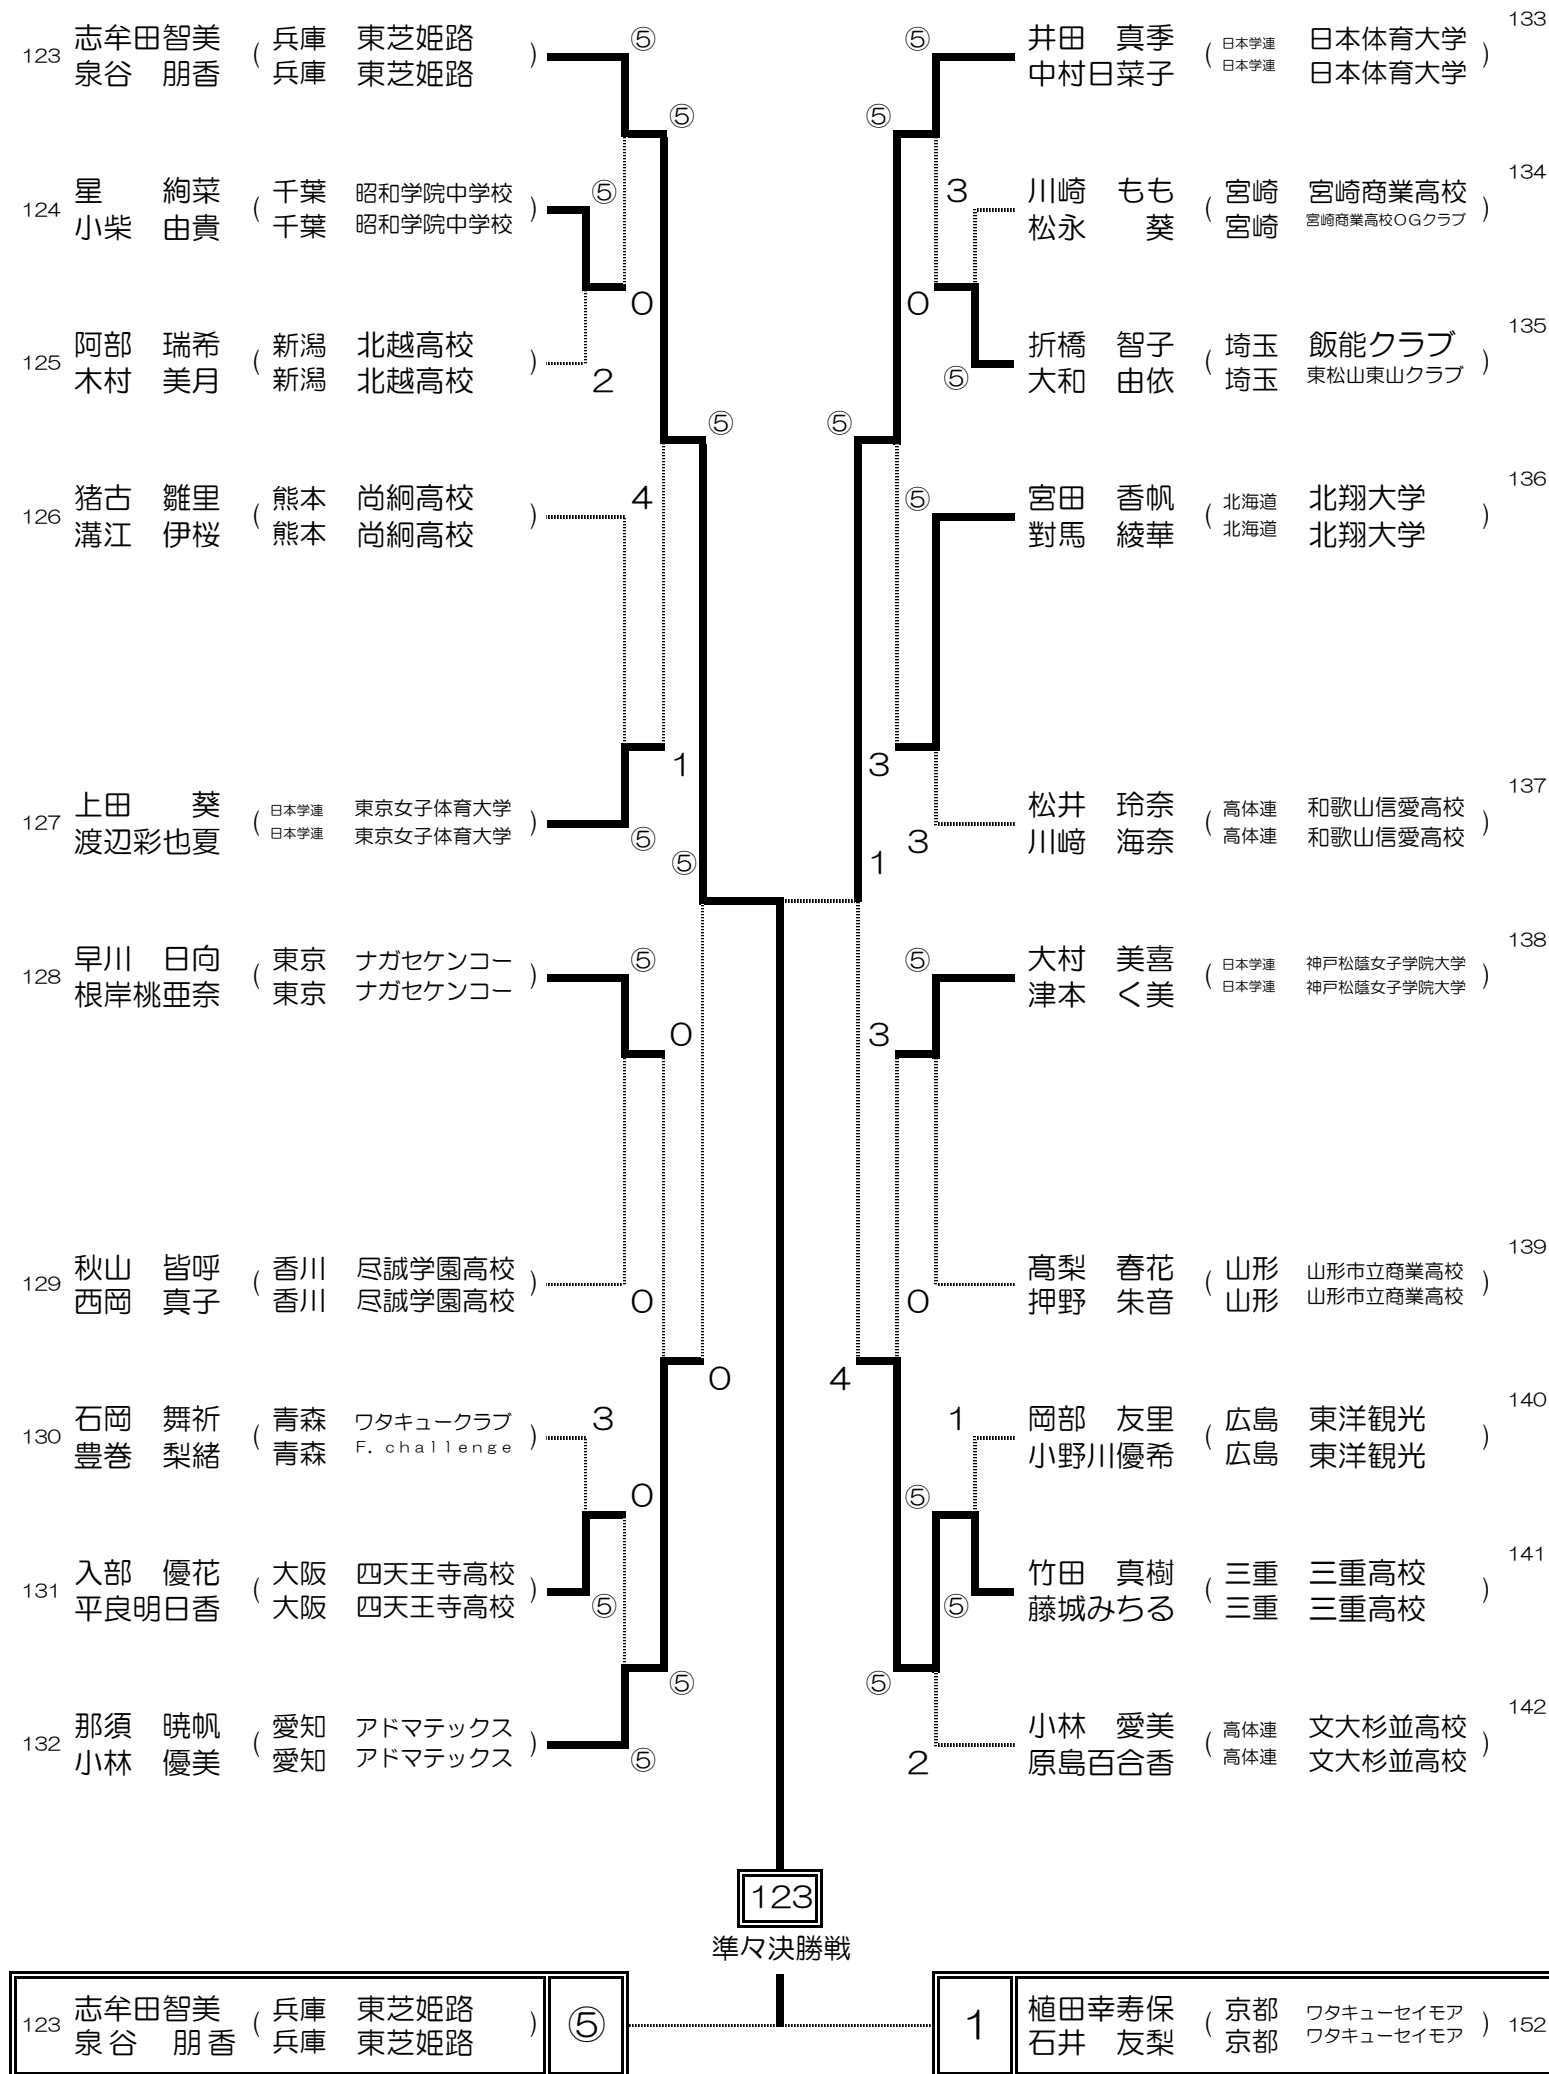 123 志牟田智美 ( 兵庫 東芝姫路 ) ⑤
泉谷 朋香 兵庫 東芝姫路
⑤
124 星 絢菜 ( 千葉 昭和学院中学校 ) ⑤
小柴 由貴 千葉 昭和学院中学校
0
125 阿部 瑞希 ( 新潟 北越高校 ) 2
木村 美月 新潟 北越高校
⑤
126 猪古 雛里 ( 熊本 尚絅高校 ) 4
溝江 伊桜 熊本 尚絅高校
1
127 上田 葵 ( 日本学連 東京女子体育大学 ) ⑤
渡辺彩也夏 日本学連 東京女子体育大学
⑤
128 早川 日向 ( 東京 ナガセケンコー ) ⑤
根岸桃亜奈 東京 ナガセケンコー
0
129 秋山 皆呼 ( 香川 尽誠学園高校 ) 0
西岡 真子 香川 尽誠学園高校
0
130 石岡 舞祈 ( 青森 ワタキュークラブ ) 3
豊巻 梨緒 青森 F．challenge
0
131 入部 優花 ( 大阪 四天王寺高校 ) ⑤
平良明日香 大阪 四天王寺高校
⑤
132 那須 暁帆 ( 愛知 アドマテックス ) ⑤
小林 優美 愛知 アドマテックス
⑤ 井田 真季 ( 日本学連 日本体育大学 ) 133
中村日菜子 日本学連 日本体育大学
⑤
3 川崎 もも ( 宮崎 宮崎商業高校 ) 134
松永 葵 宮崎 宮崎商業高校OGクラブ
0
⑤ 折橋 智子 ( 埼玉 飯能クラブ ) 135
大和 由依 埼玉 東松山東山クラブ
⑤
⑤ 宮田 香帆 ( 北海道 北翔大学 ) 136
對馬 綾華 北海道 北翔大学
3
3 松井 玲奈 ( 高体連 和歌山信愛高校 ) 137
川﨑 海奈 高体連 和歌山信愛高校
1
⑤ 大村 美喜 ( 日本学連 神戸松蔭女子学院大学 ) 138
津本 く美 日本学連 神戸松蔭女子学院大学
3
0 髙梨 春花 ( 山形 山形市立商業高校 ) 139
押野 朱音 山形 山形市立商業高校
4
1 岡部 友里 ( 広島 東洋観光 ) 140
小野川優希 広島 東洋観光
⑤
⑤ 竹田 真樹 ( 三重 三重高校 ) 141
藤城みちる 三重 三重高校
⑤
2 小林 愛美 ( 高体連 文大杉並高校 ) 142
原島百合香 高体連 文大杉並高校
123
準々決勝戦
123 志牟田智美 ( 兵庫 東芝姫路 ) ⑤
泉谷 朋香 兵庫 東芝姫路
1 植田幸寿保 ( 京都 ワタキューセイモア ) 152
石井 友梨 京都 ワタキューセイモア